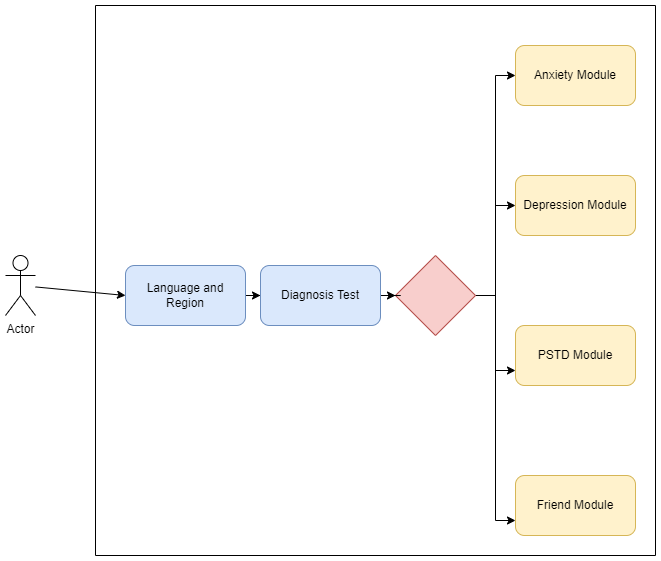 Anxiety Module
Depression Module
Language and
Region
Diagnosis Test
Actor
PSTD Module
Friend Module